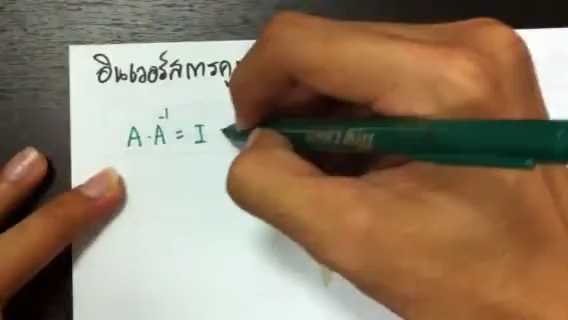 อินเวอร์สการคู
A · A⁻¹ = I